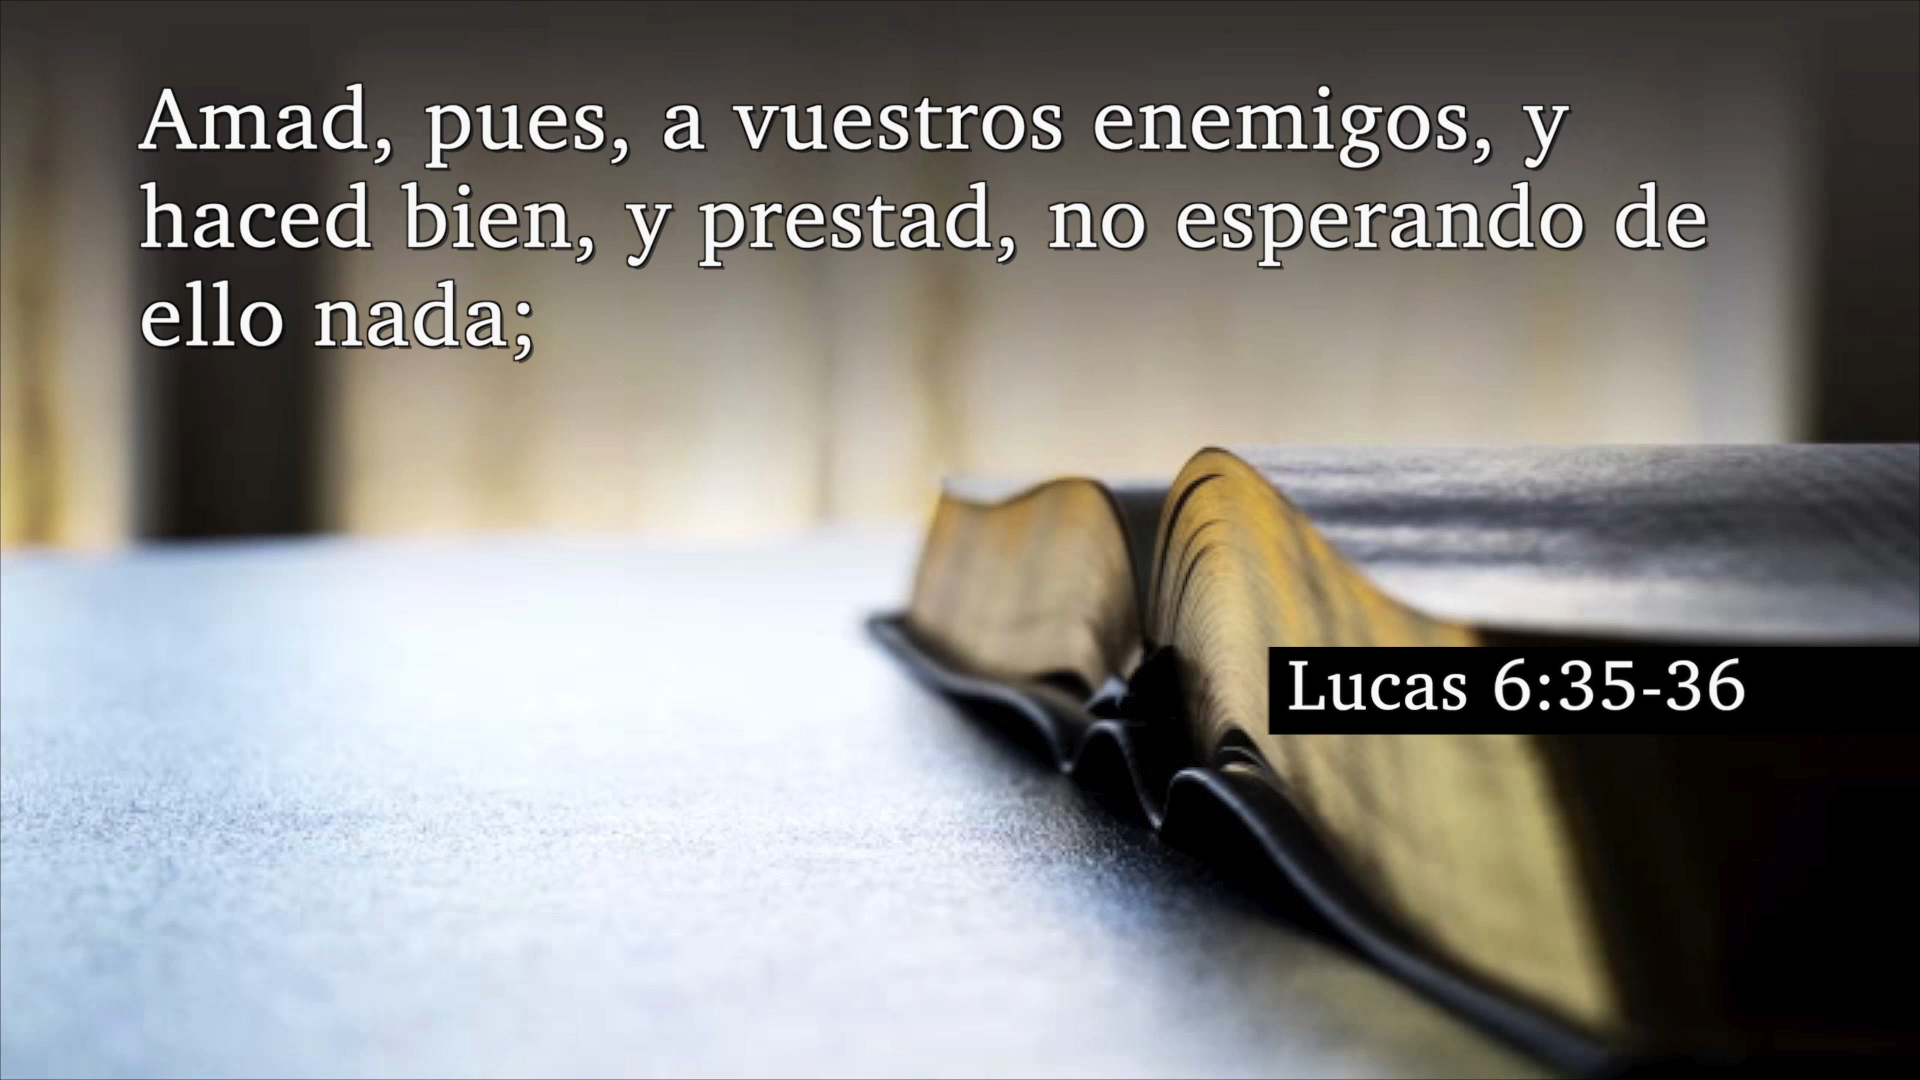 Amad, pues, a vuestros enemigos, y
haced bien, y prestad, no esperando de
ello nada;
Lucas 6:35-36